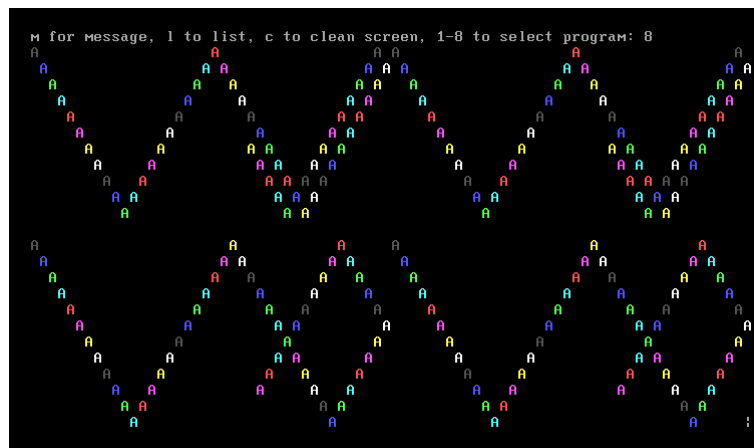 m for message, l to list, c to clean screen, 1-8 to select program: 8